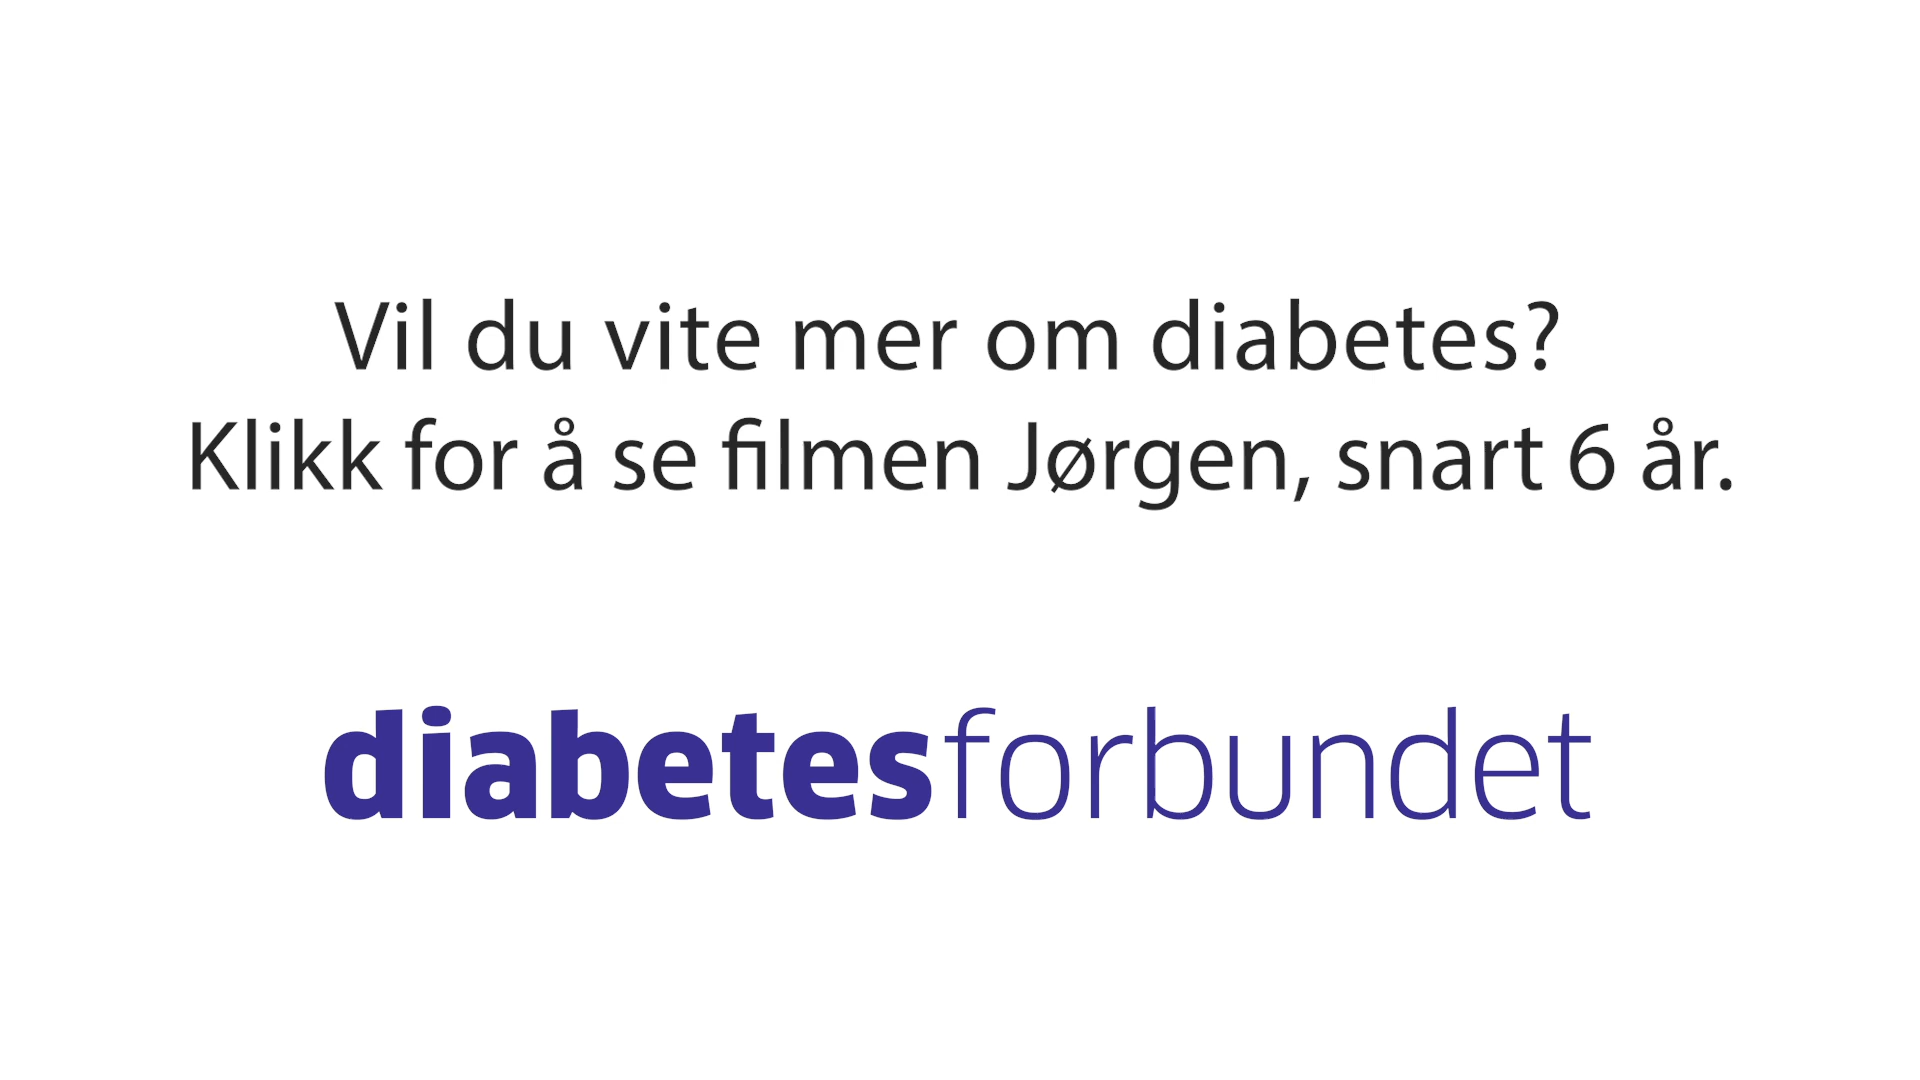 Vil du vite mer om diabetes?
Klikk for å se filmen Jørgen, snart 6 år.
diabetesforbundet